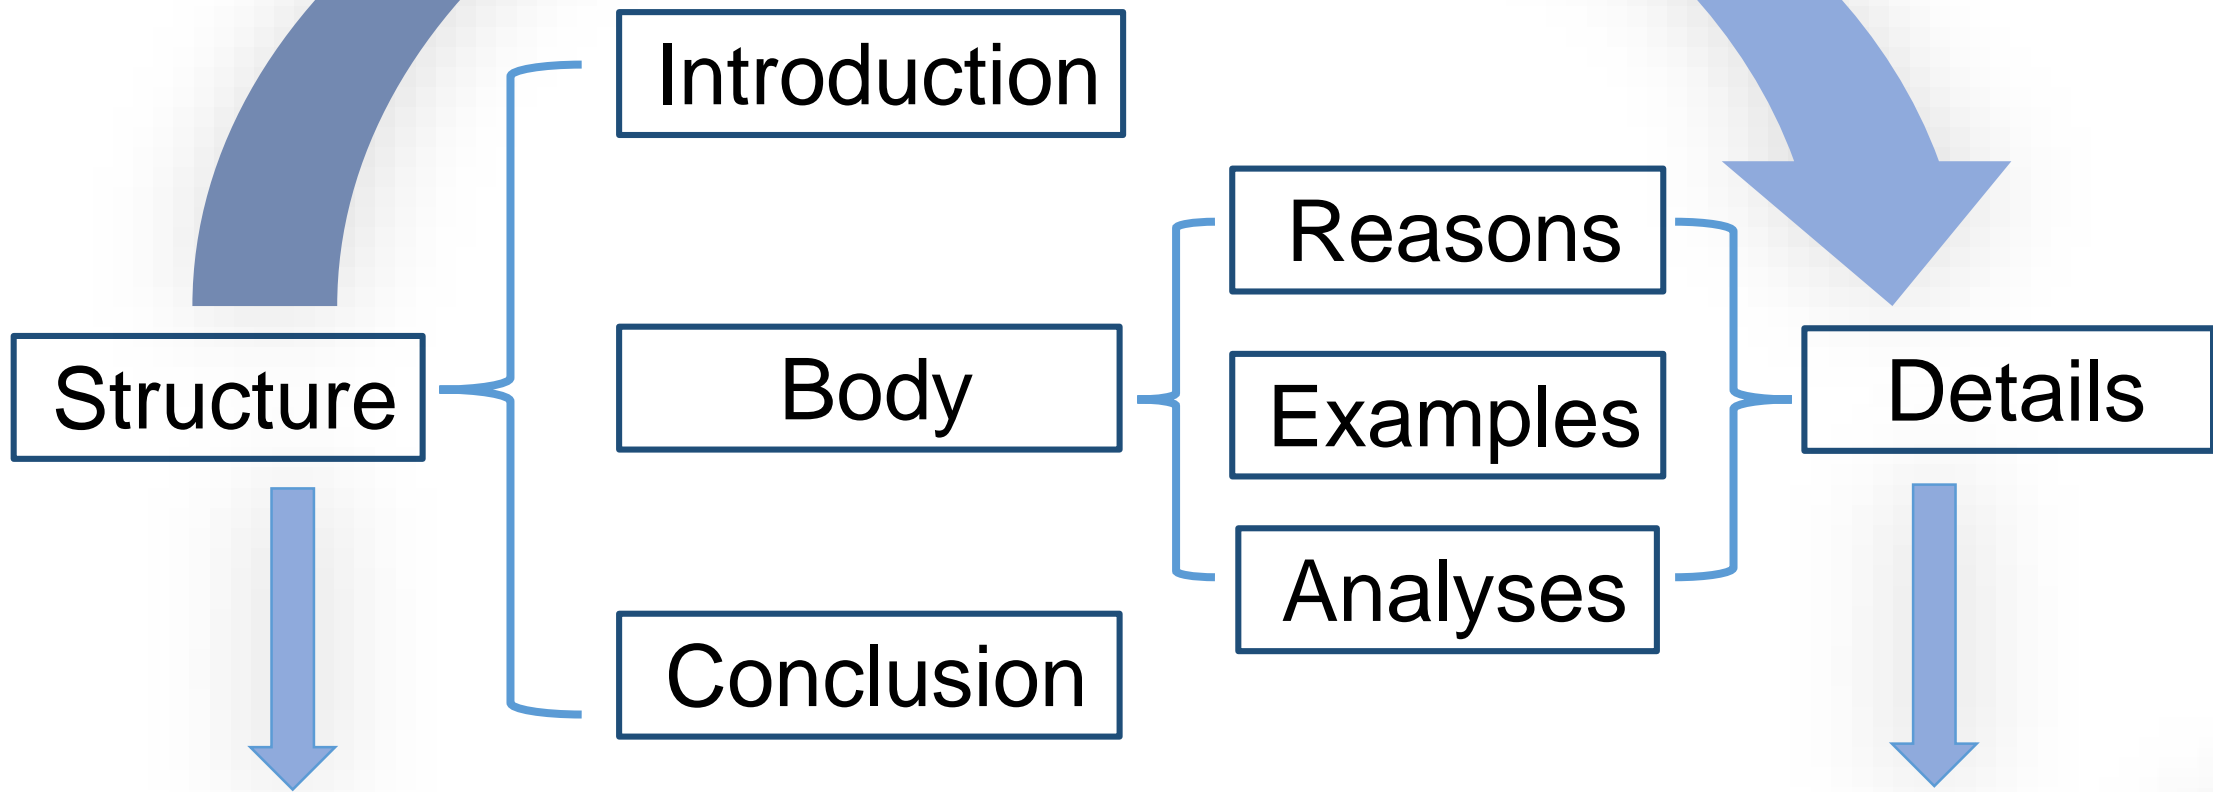 Structure
Introduction
Body
Conclusion
Reasons
Examples
Analyses
Details